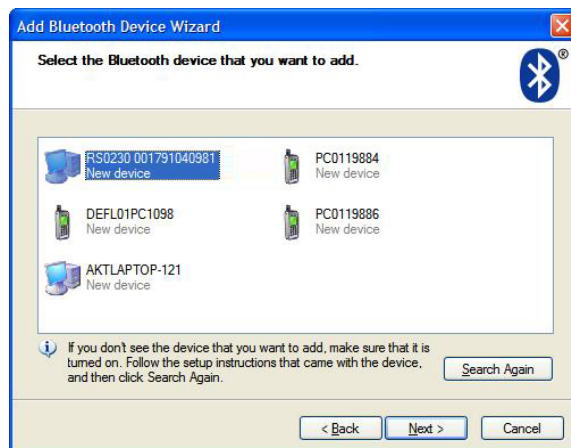 Add Bluetooth Device Wizard
Select the Bluetooth device that you want to add.
®
RS0230 001791040981
New device
PC0119884
New device
DEFL01PC1098
New device
PC0119886
New device
AKTLAPTOP-121
New device
If you don't see the device that you want to add, make sure that it is
turned on. Follow the setup instructions that came with the device,
and then click Search Again.
Search Again
< Back
Next >
Cancel